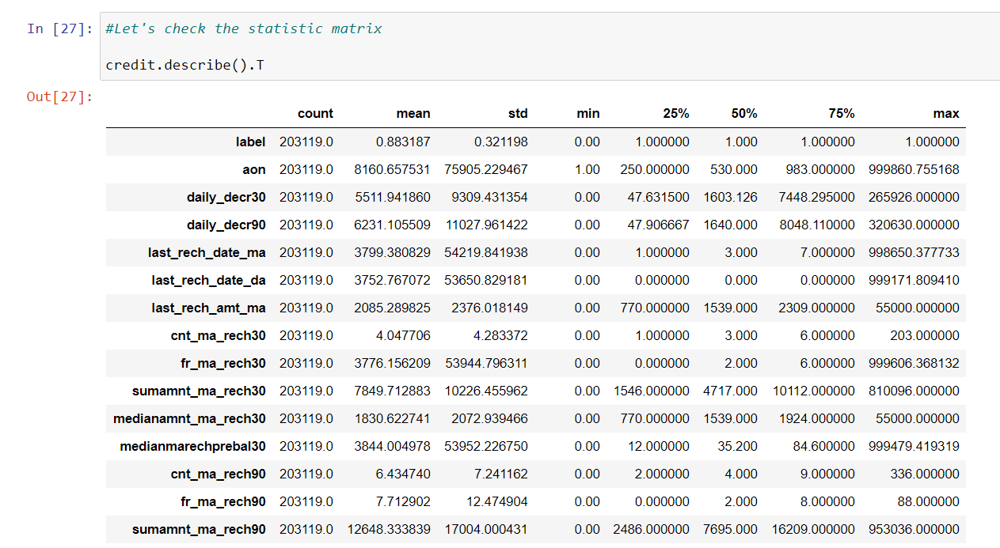 In [27]: #Let's check the statistic matrix
credit.describe().T
Out[27]:
count mean std min 25% 50% 75% max
label 203119.0 0.883187 0.321198 0.00 1.000000 1.000 1.000000 1.000000
aon 203119.0 8160.657531 75905.229467 1.00 250.000000 530.000 983.000000 999860.755168
daily_decr30 203119.0 5511.941860 9309.431354 0.00 47.631500 1603.126 7448.295000 265926.000000
daily_decr90 203119.0 6231.105509 11027.961422 0.00 47.906667 1640.000 8048.110000 320630.000000
last_rech_date_ma 203119.0 3799.380829 54219.841938 0.00 1.000000 3.000 7.000000 998650.377733
last_rech_date_da 203119.0 3752.767072 53650.829181 0.00 0.000000 0.000 0.000000 999171.809410
last_rech_amt_ma 203119.0 2085.289825 2376.018149 0.00 770.000000 1539.000 2309.000000 55000.000000
cnt_ma_rech30 203119.0 4.047706 4.283372 0.00 1.000000 3.000 6.000000 203.000000
fr_ma_rech30 203119.0 3776.156209 53944.796311 0.00 0.000000 2.000 6.000000 999606.368132
sumamnt_ma_rech30 203119.0 7849.712883 10226.455962 0.00 1546.000000 4717.000 10112.000000 810096.000000
medianamnt_ma_rech30 203119.0 1830.622741 2072.939466 0.00 770.000000 1539.000 1924.000000 55000.000000
medianmarechprebal30 203119.0 3844.004978 53952.226750 0.00 12.000000 35.200 84.600000 999479.419319
cnt_ma_rech90 203119.0 6.434740 7.241162 0.00 2.000000 4.000 9.000000 336.000000
fr_ma_rech90 203119.0 7.712902 12.474904 0.00 0.000000 2.000 8.000000 88.000000
sumamnt_ma_rech90 203119.0 12648.333839 17004.000431 0.00 2486.000000 7695.000 16209.000000 953036.000000